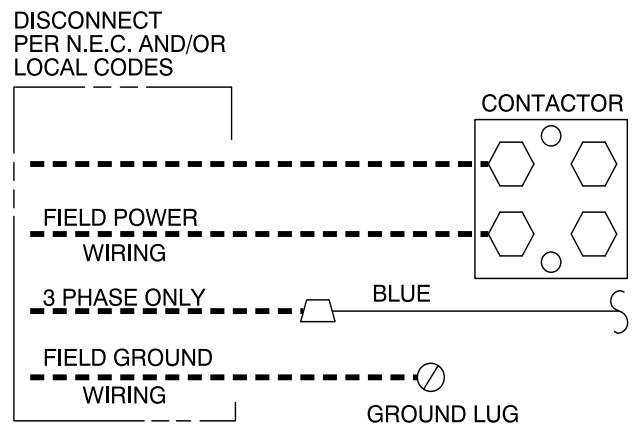 DISCONNECT
PER N.E.C. AND/OR
LOCAL CODES
CONTACTOR
FIELD POWER
WIRING
3 PHASE ONLY
BLUE
FIELD GROUND
WIRING
GROUND LUG